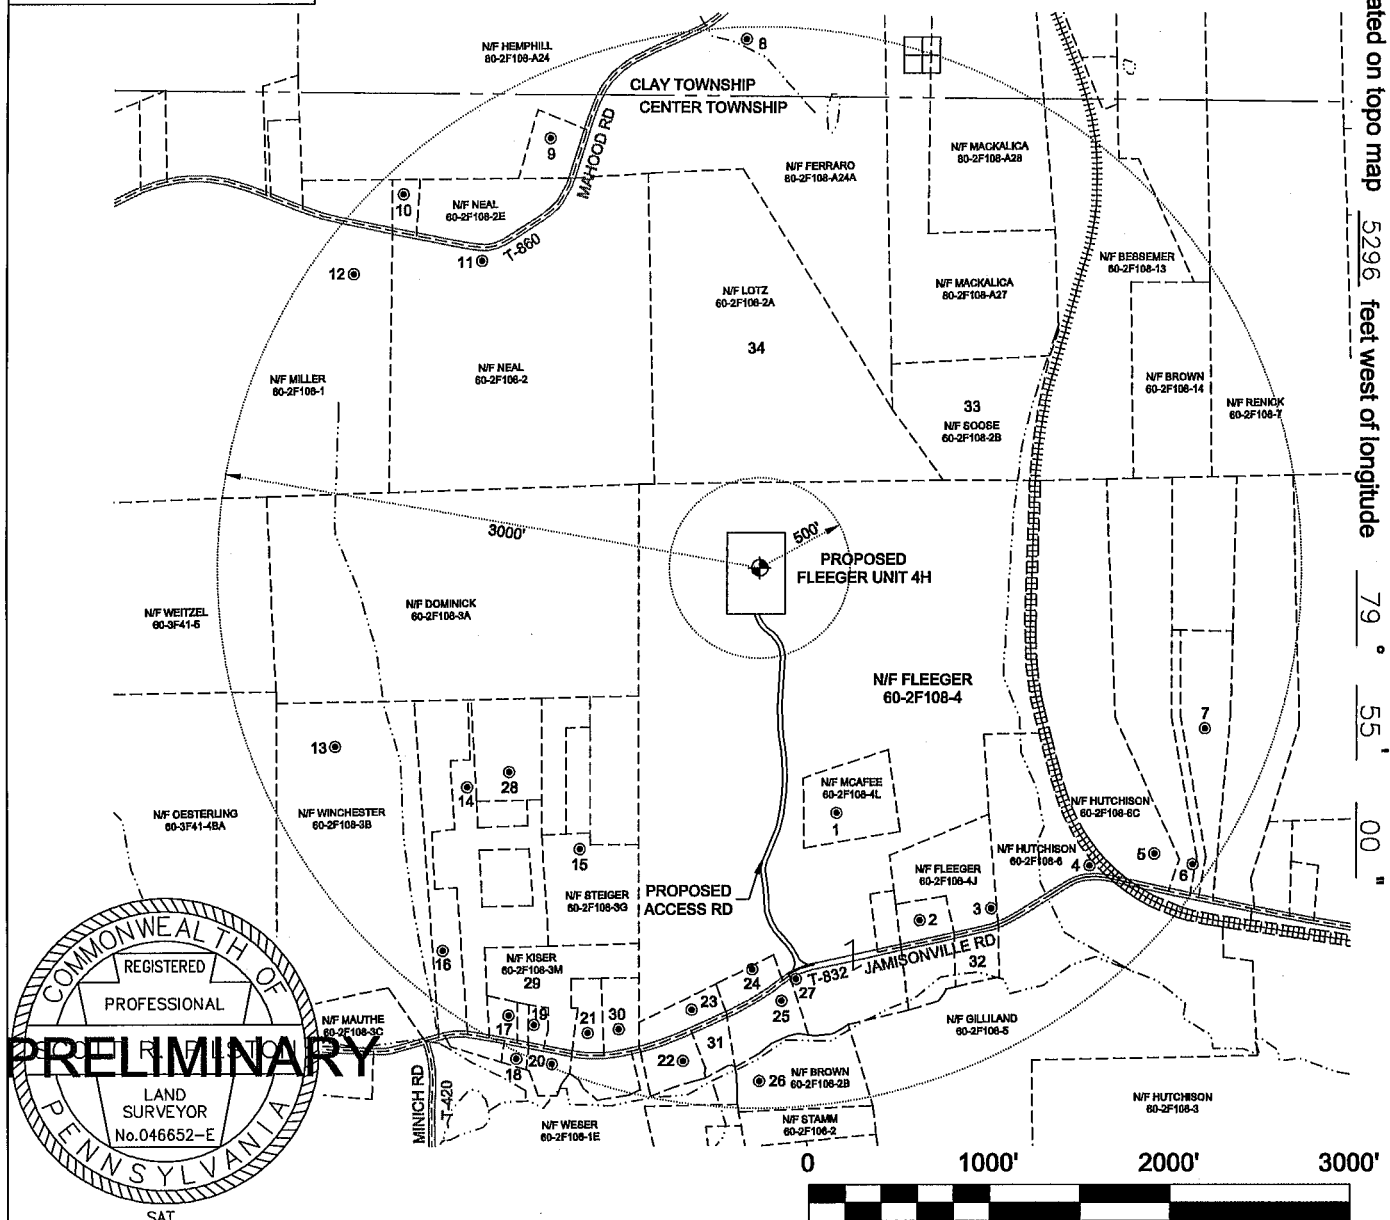 N/F HEMPHILL
80-2F108-A24
8
CLAY TOWNSHIP
CENTER TOWNSHIP
MAHOOD RD
9
N/F FERRARO
80-2F108-A24A
N/F MACKALICA
80-2F108-A28
10
N/F NEAL
60-2F108-2E
T-860
11
12
N/F BESSEMER
60-2F108-13
N/F LOTZ
60-2F108-2A
34
N/F MACKALICA
80-2F108-A27
N/F MILLER
60-2F108-1
N/F NEAL
60-2F108-2
N/F BROWN
60-2F108-14
N/F RENICK
60-2F108-7
33
N/F SOOSE
60-2F108-2B
3000'
500'
PROPOSED
FLEEGER UNIT 4H
N/F WEITZEL
60-3F41-5
N/F DOMINICK
60-2F108-3A
N/F FLEEGER
60-2F108-4
7
13
14
28
N/F MCAFEE
60-2F108-4L
1
N/F OESTERLING
60-3F41-4BA
N/F WINCHESTER
60-2F108-3B
N/F HUTCHISON
60-2F108-6C
N/F HUTCHISON
60-2F108-6
4
5
6
15
N/F FLEEGER
60-2F108-4J
N/F STEIGER
60-2F108-3G
PROPOSED
ACCESS RD
2
3
JAMISONVILLE RD
T-832
32
16
N/F KISER
60-2F108-3M
29
24
27
25
23
17
19
21
30
31
22
18
20
26
N/F MAUTHE
60-2F108-3C
N/F GILLILAND
60-2F108-5
N/F BROWN
60-2F108-2B
N/F STAMM
60-2F106-2
N/F WEBER
60-2F106-1E
N/F HUTCHISON
60-2F106-3
MINICH RD
T-420
COMMONWEALTH OF
REGISTERED
PROFESSIONAL
PRELIMINARY
LAND
SURVEYOR
No.046652-E
PENNSYLVANIA
SAT
0 1000' 2000' 3000'
ated on topo map 5296 feet west of longitude 79 ° 55 ' 00 "